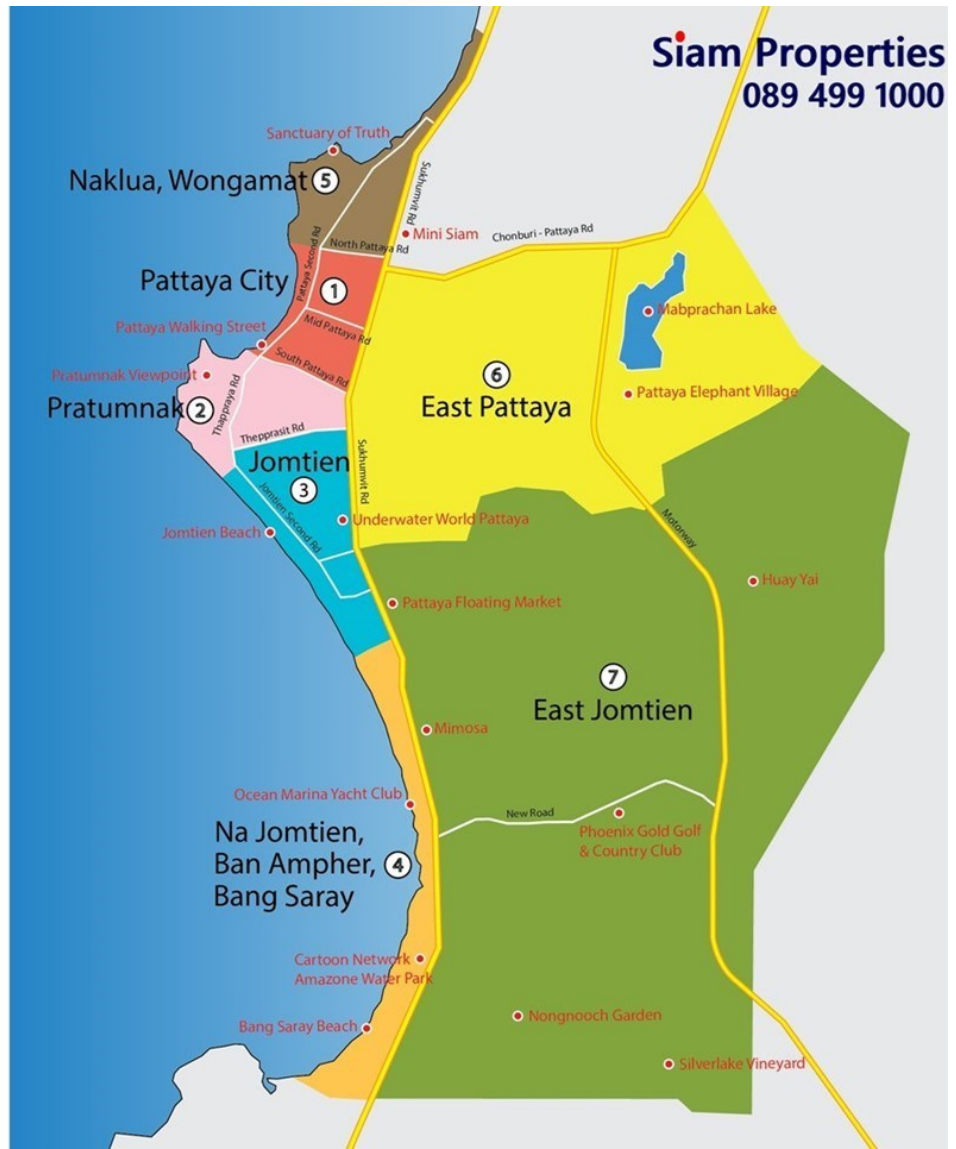 Siam Properties
089 499 1000
Sanctuary of Truth
Naklua, Wongamat 5
Sukhumvit Rd
Mini Siam
Chonburi - Pattaya Rd
North Pattaya Rd
Pattaya Second Rd
Pattaya City
1
Mabprachan Lake
Mid Pattaya Rd
Pattaya Walking Street
South Pattaya Rd
Pratumnak Viewpoint
6
East Pattaya
Pattaya Elephant Village
Pratumnak 2
Thappraya Rd
Thepprasit Rd
Jomtien
3
Sukhumvit Rd
Jomtien Second Rd
Underwater World Pattaya
Jomtien Beach
Motorway
Huay Yai
Pattaya Floating Market
7
East Jomtien
Mimosa
Ocean Marina Yacht Club
New Road
Phoenix Gold Golf
& Country Club
Na Jomtien,
Ban Ampher, 4
Bang Saray
Cartoon Network
Amazone Water Park
Nongnooch Garden
Bang Saray Beach
Silverlake Vineyard